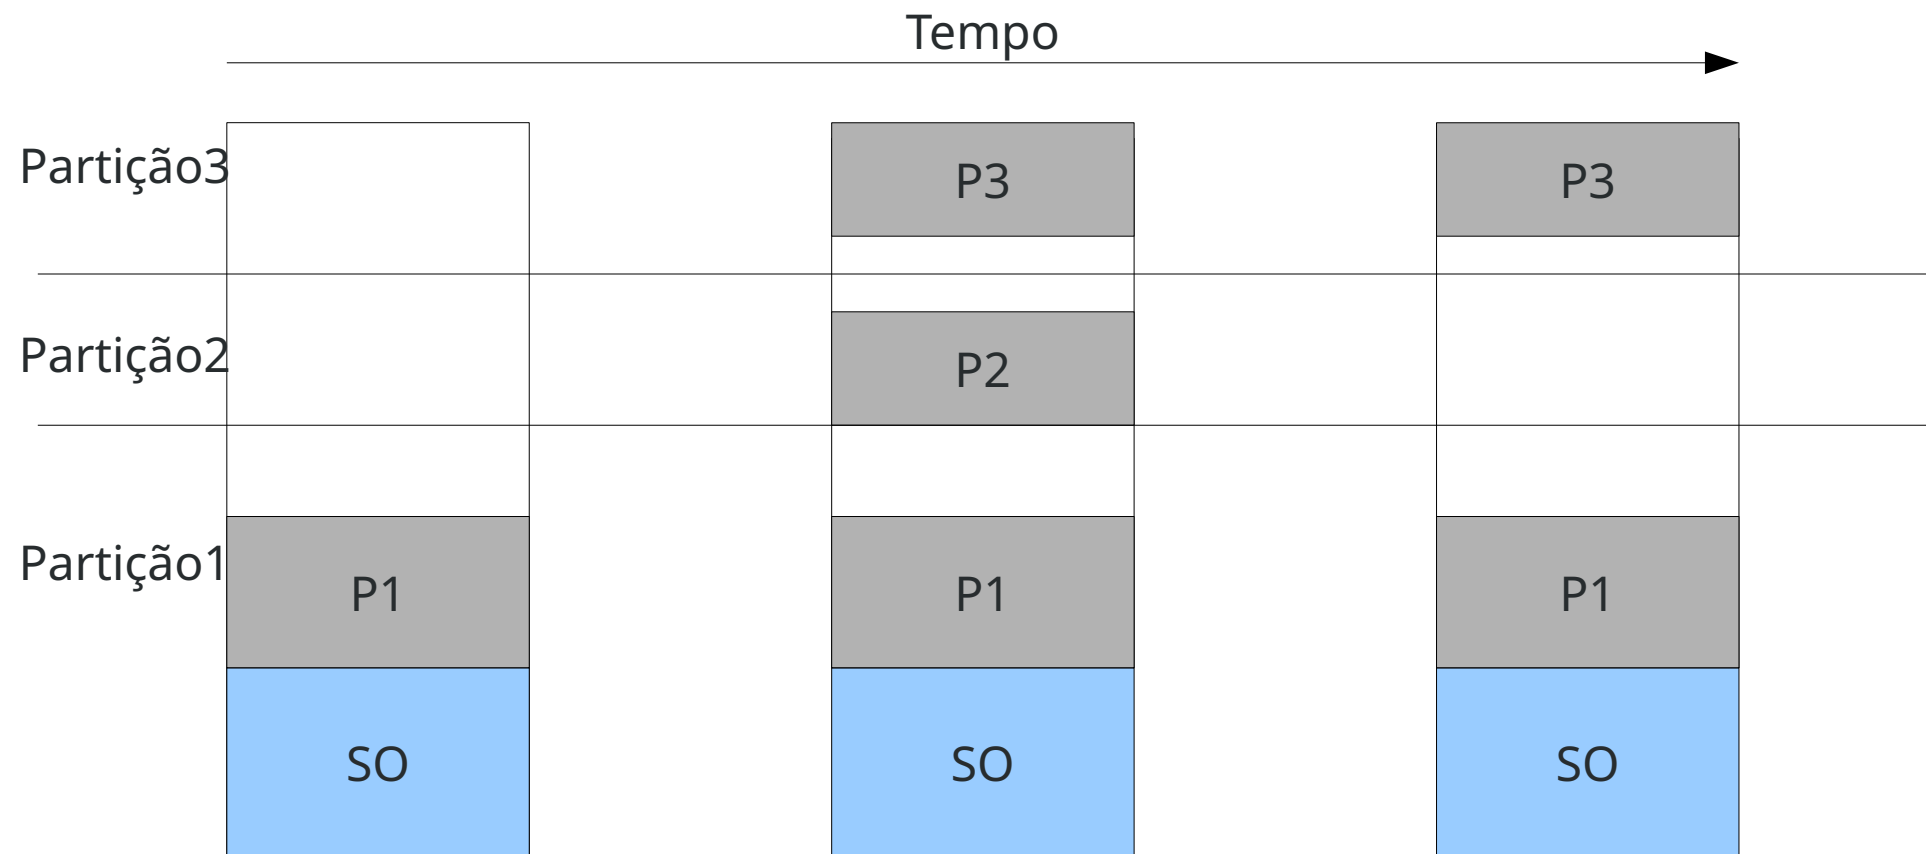 Tempo
Partição3
P3
P3
Partição2
P2
Partição1
P1
P1
P1
SO
SO
SO